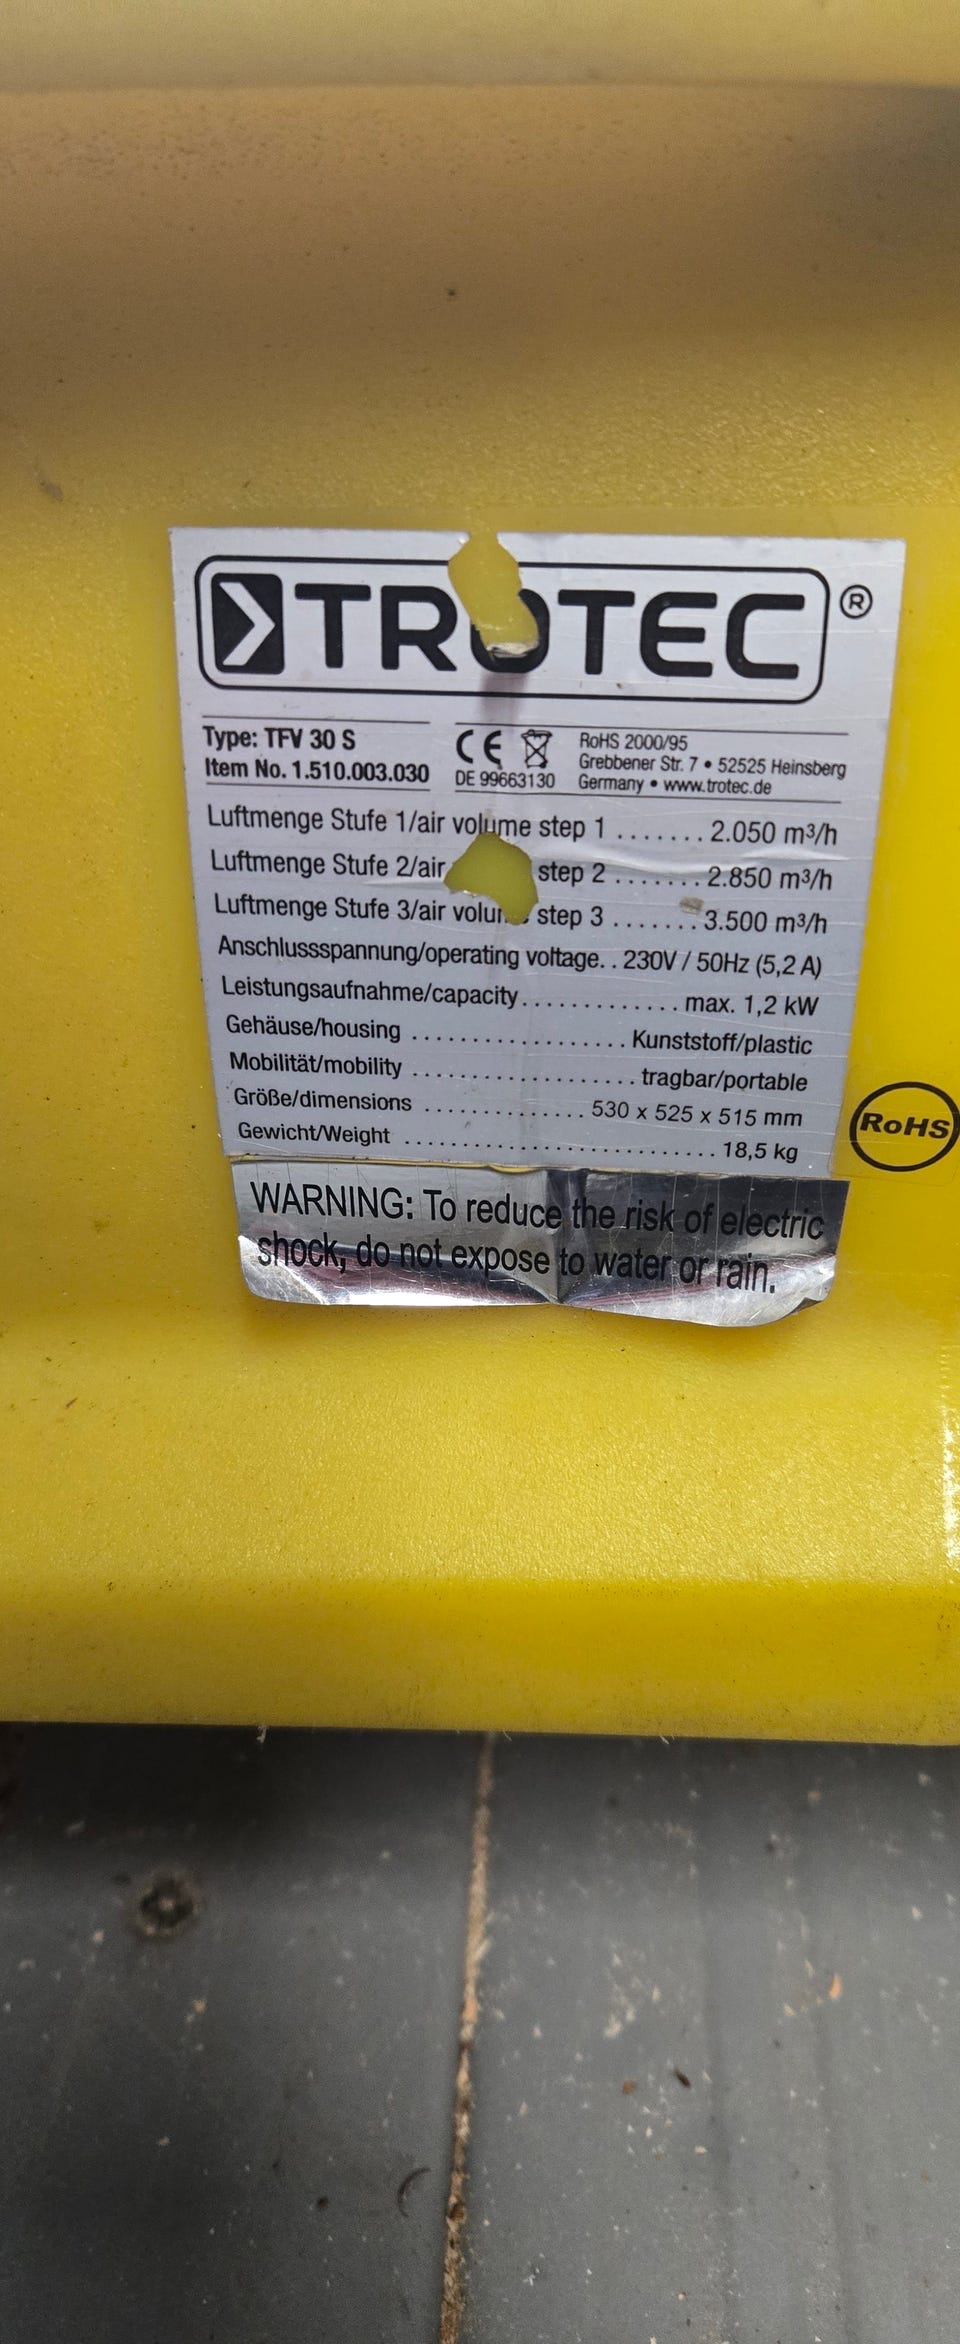 TROTEC®
Type: TFV 30 S
Item No. 1.510.003.030
CE
DE 99663130
RoHS 2000/95
Grebbener Str. 7 • 52525 Heinsberg
Germany • www.trotec.de
Luftmenge Stufe 1/air volume step 1 ....... 2.050 m³/h
Luftmenge Stufe 2/air step 2 ....... 2.850 m³/h
Luftmenge Stufe 3/air volume step 3 ....... 3.500 m³/h
Anschlussspannung/operating voltage. . 230V / 50Hz (5,2 A)
Leistungsaufnahme/capacity ............. max. 1,2 kW
Gehäuse/housing .................. Kunststoff/plastic
Mobilität/mobility .................. tragbar/portable
Größe/dimensions .............. 530 x 525 x 515 mm
Gewicht/Weight .......................... 18,5 kg
RoHS
WARNING: To reduce the risk of electric
shock, do not expose to water or rain.